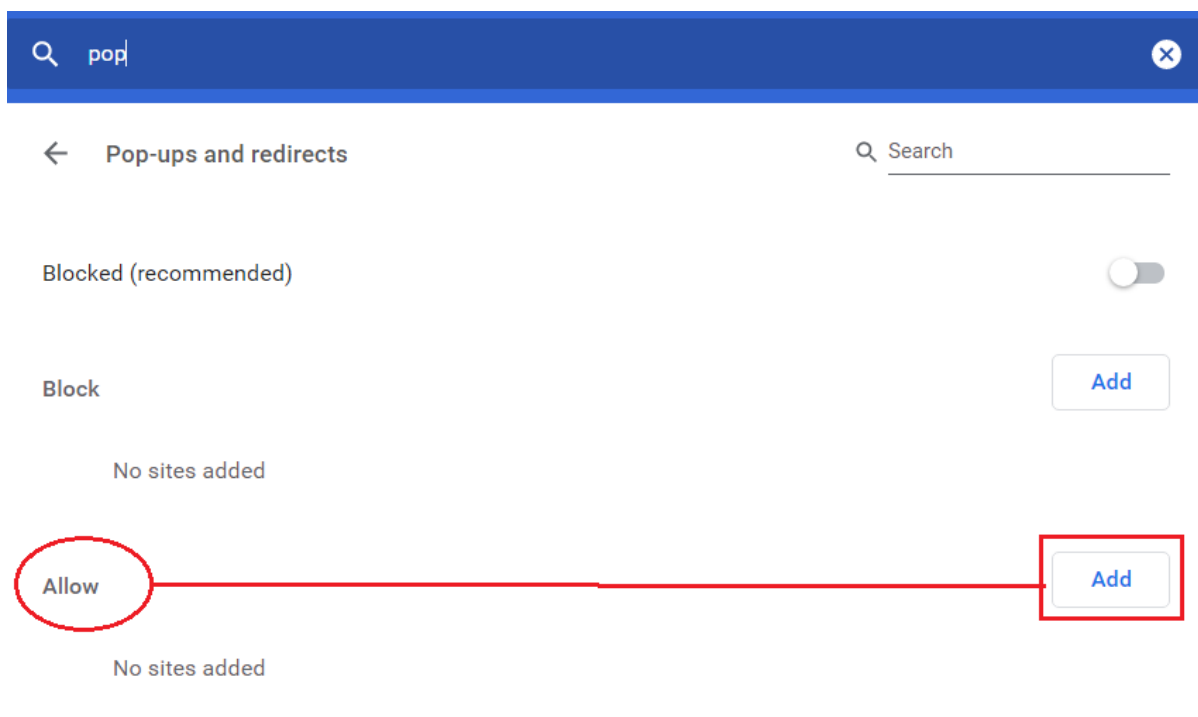 pop
Pop-ups and redirects
Search
Blocked (recommended)
Block
Add
No sites added
Allow
Add
No sites added